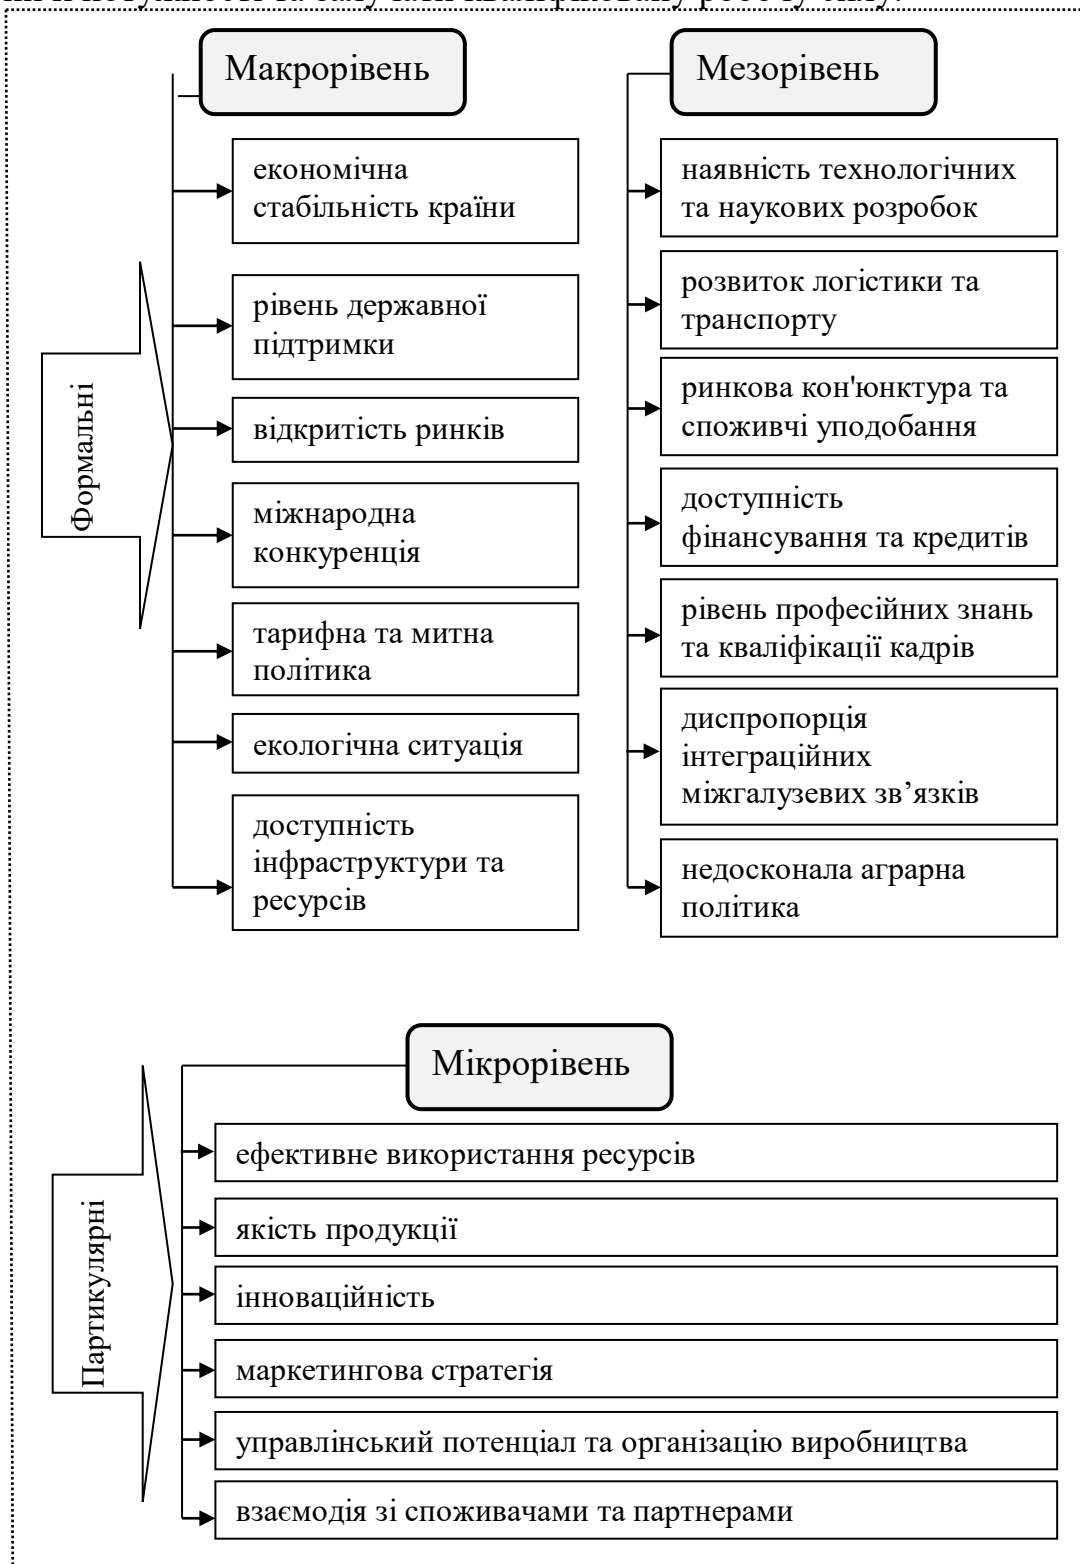 Макрорівень
економічна
стабільність країни
рівень державної
підтримки
відкритість ринків
міжнародна
конкуренція
тарифна та митна
політика
екологічна ситуація
доступність
інфраструктури та
ресурсів
Формальні
Мезорівень
наявність технологічних
та наукових розробок
розвиток логістики та
транспорту
ринкова кон'юнктура та
споживчі уподобання
доступність
фінансування та кредитів
рівень професійних знань
та кваліфікації кадрів
диспропорція
інтеграційних
міжгалузевих зв’язків
недосконала аграрна
політика
Мікрорівень
Партикулярні
ефективне використання ресурсів
якість продукції
інноваційність
маркетингова стратегія
управлінський потенціал та організацію виробництва
взаємодія зі споживачами та партнерами